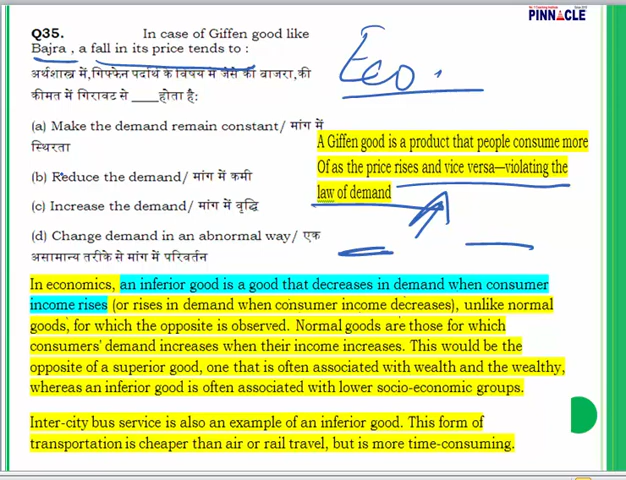 PINNACLE
Q35. In case of Giffen good like
Bajra , a fall in its price tends to :
अर्थशास्त्र में, गिफ्फेन पदार्थ के विषय में जैसे की बाजरा,की
कीमत में गिरावट से ____होता है:
(a) Make the demand remain constant/ मांग में
स्थिरता
(b) Reduce the demand/ मांग में कमी
(c) Increase the demand/ मांग में वृद्धि
(d) Change demand in an abnormal way/ एक
असामान्य तरीके से मांग में परिवर्तन
Eco.
A Giffen good is a product that people consume more
Of as the price rises and vice versa—violating the
law of demand
In economics, an inferior good is a good that decreases in demand when consumer
income rises (or rises in demand when consumer income decreases), unlike normal
goods, for which the opposite is observed. Normal goods are those for which
consumers' demand increases when their income increases. This would be the
opposite of a superior good, one that is often associated with wealth and the wealthy,
whereas an inferior good is often associated with lower socio-economic groups.
Inter-city bus service is also an example of an inferior good. This form of
transportation is cheaper than air or rail travel, but is more time-consuming.